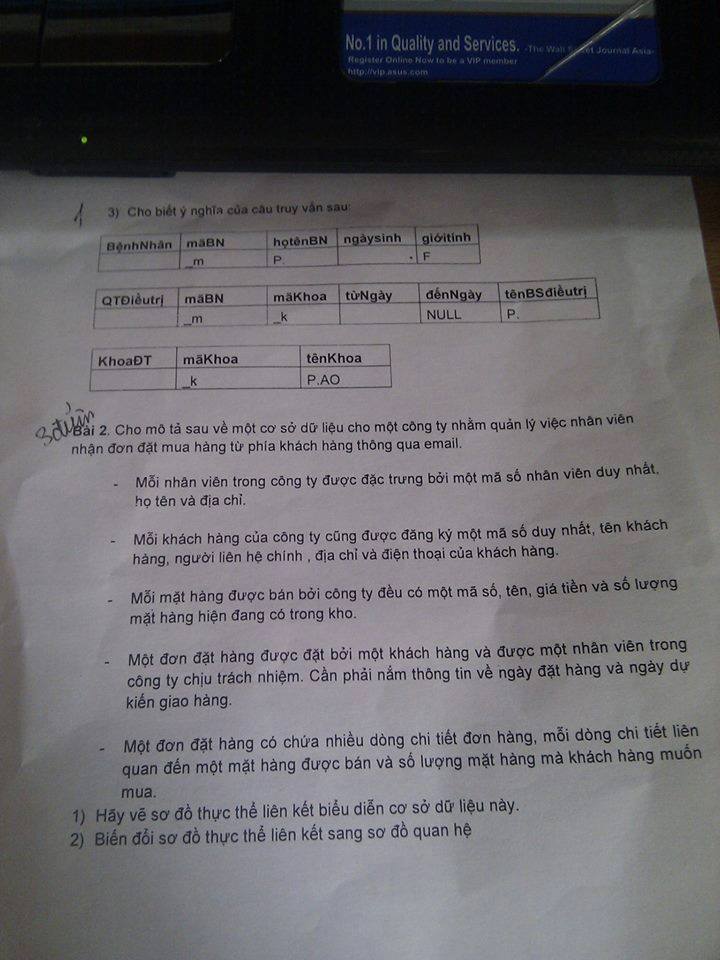 No.1 in Quality and Services. -The Wall Street Journal Asia-
Register Online Now to be a VIP member
http://vip.asus.com
1
3) Cho biết ý nghĩa của câu truy vấn sau:
BệnhNhân mãBN họtênBN ngàysinh giớitính
_m P. F
QTĐiềutrị mãBN mãKhoa từNgày đếnNgày tênBSđiềutrị
_m _k NULL P.
KhoaĐT mãKhoa tênKhoa
_k P.AO
Bài 2. Cho mô tả sau về một cơ sở dữ liệu cho một công ty nhằm quản lý việc nhân viên
nhận đơn đặt mua hàng từ phía khách hàng thông qua email.
- Mỗi nhân viên trong công ty được đặc trưng bởi một mã số nhân viên duy nhất,
họ tên và địa chỉ.
- Mỗi khách hàng của công ty cũng được đăng ký một mã số duy nhất, tên khách
hàng, người liên hệ chính , địa chỉ và điện thoại của khách hàng.
- Mỗi mặt hàng được bán bởi công ty đều có một mã số, tên, giá tiền và số lượng
mặt hàng hiện đang có trong kho.
- Một đơn đặt hàng được đặt bởi một khách hàng và được một nhân viên trong
công ty chịu trách nhiệm. Cần phải nắm thông tin về ngày đặt hàng và ngày dự
kiến giao hàng.
- Một đơn đặt hàng có chứa nhiều dòng chi tiết đơn hàng, mỗi dòng chi tiết liên
quan đến một mặt hàng được bán và số lượng mặt hàng mà khách hàng muốn
mua.
1) Hãy vẽ sơ đồ thực thể liên kết biểu diễn cơ sở dữ liệu này.
2) Biến đổi sơ đồ thực thể liên kết sang sơ đồ quan hệ